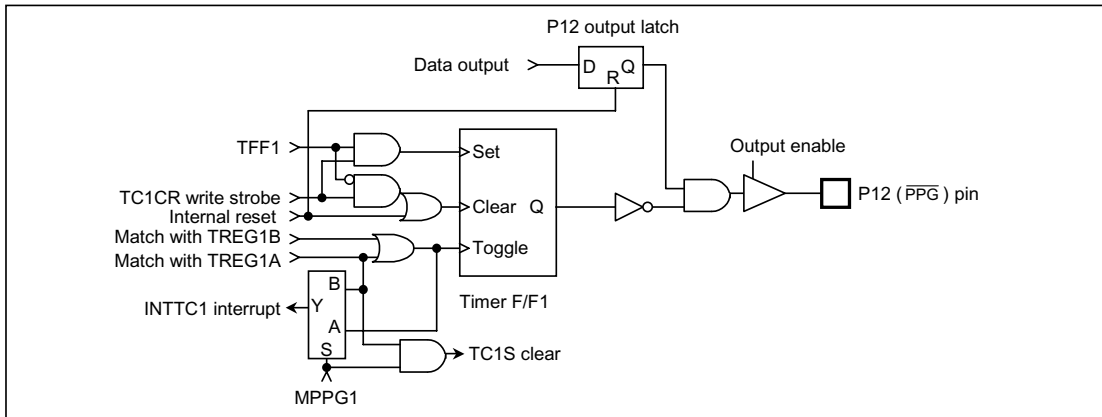 P12 output latch
Data output
D
Q
R
TFF1
Set
Output enable
TC1CR write strobe
P12 (P̅P̅G̅) pin
Internal reset
Clear
Q
Match with TREG1B
Match with TREG1A
Toggle
B
INTTC1 interrupt
Y
Timer F/F1
A
S
TC1S clear
MPPG1